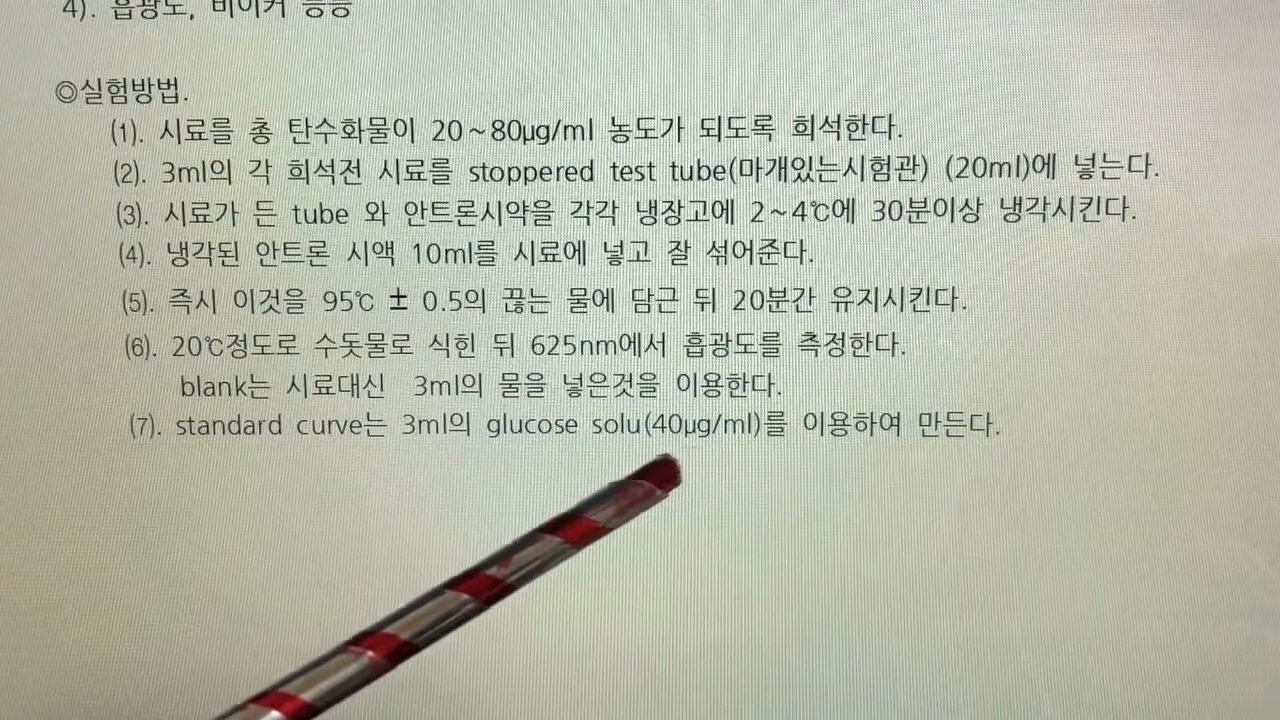 4). 흡광도, 비이커 등등
◎실험방법.
(1). 시료를 총 탄수화물이 20~80µg/ml 농도가 되도록 희석한다.
(2). 3ml의 각 희석전 시료를 stoppered test tube(마개있는시험관) (20ml)에 넣는다.
(3). 시료가 든 tube 와 안트론시약을 각각 냉장고에 2~4℃에 30분이상 냉각시킨다.
(4). 냉각된 안트론 시액 10ml를 시료에 넣고 잘 섞어준다.
(5). 즉시 이것을 95℃ ± 0.5의 끊는 물에 담근 뒤 20분간 유지시킨다.
(6). 20℃정도로 수돗물로 식힌 뒤 625nm에서 흡광도를 측정한다.
blank는 시료대신 3ml의 물을 넣은것을 이용한다.
(7). standard curve는 3ml의 glucose solu(40µg/ml)를 이용하여 만든다.